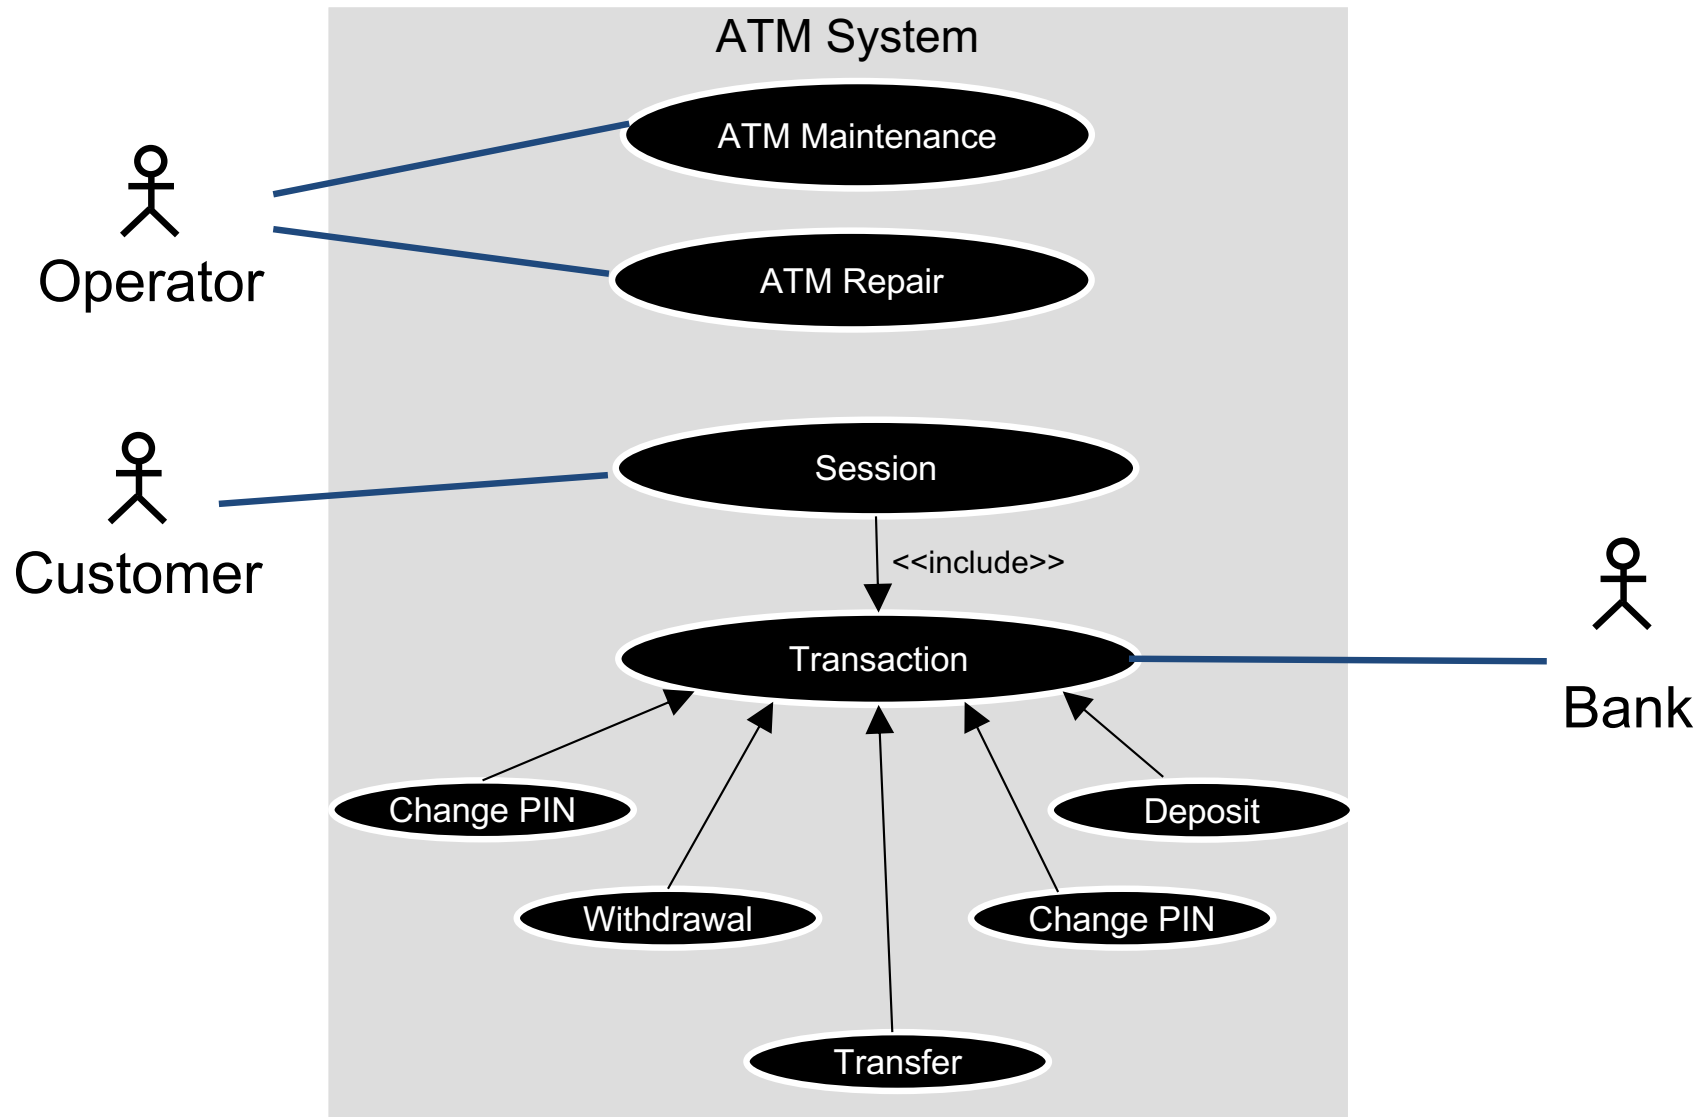 ATM System
ATM Maintenance
Operator
ATM Repair
Session
Customer
<<include>>
Transaction
Bank
Change PIN
Deposit
Withdrawal
Change PIN
Transfer